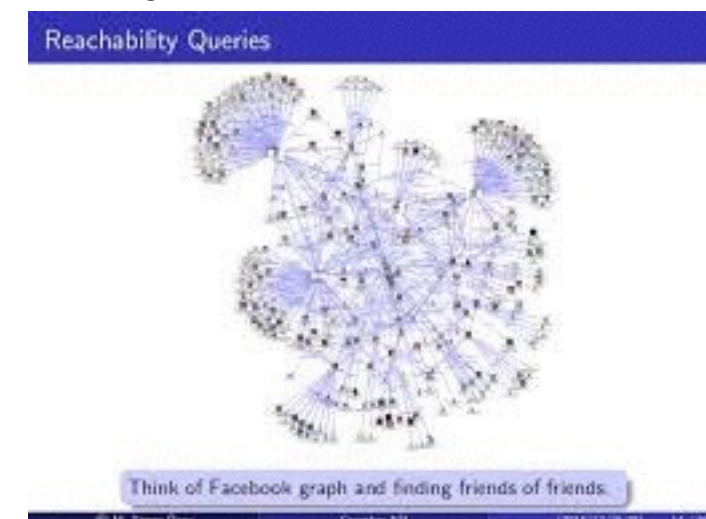 Reachability Queries
Think of Facebook graph and finding friends of friends.